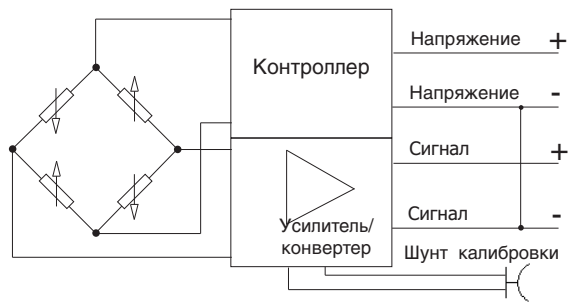 Контроллер
Напряжение +
Напряжение -
Сигнал +
Сигнал -
Усилитель/
конвертер
Шунт калибровки